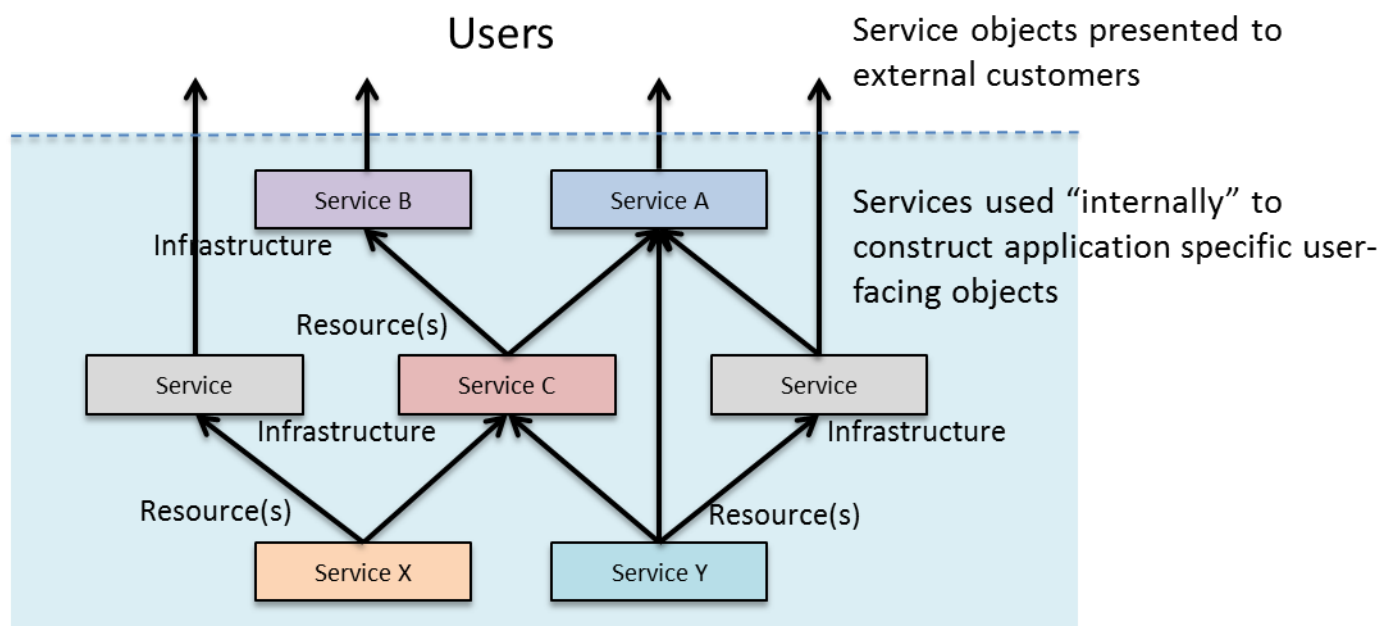 Users
Service objects presented to
external customers
Service B
Service A
Services used “internally” to
construct application specific user-
facing objects
Infrastructure
Resource(s)
Service
Service C
Service
Infrastructure
Infrastructure
Resource(s)
Resource(s)
Service X
Service Y